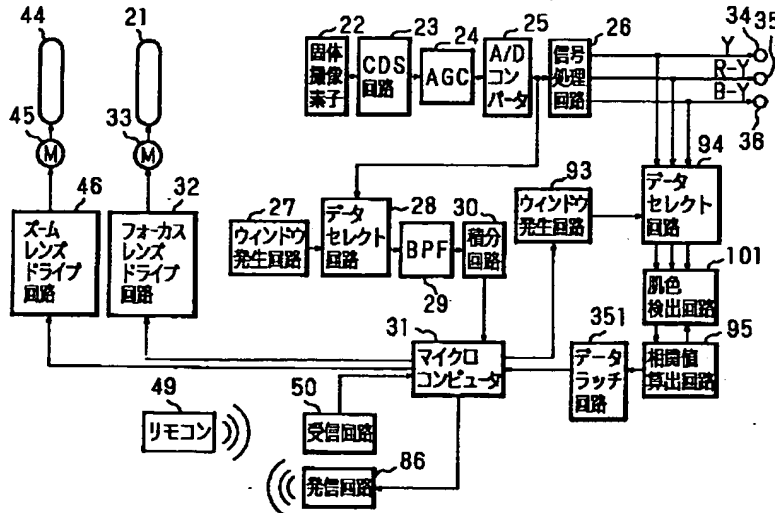 44
21
22
23
24
25
26
34
35
36
固体
撮像
素子
CDS
回路
AGC
A/D
コン
バータ
信号
処理
回路
Y
R-Y
B-Y
45
M
33
M
46
32
ズーム
レンズ
ドライブ
回路
フォーカス
レンズ
ドライブ
回路
27
ウィンドウ
発生回路
28
データ
セレクト
回路
BPF
29
30
積分
回路
93
ウィンドウ
発生回路
94
データ
セレクト
回路
101
肌色
検出回路
31
マイクロ
コンピュータ
351
データ
ラッチ
回路
95
相関値
算出回路
49
リモコン
50
受信回路
86
発信回路